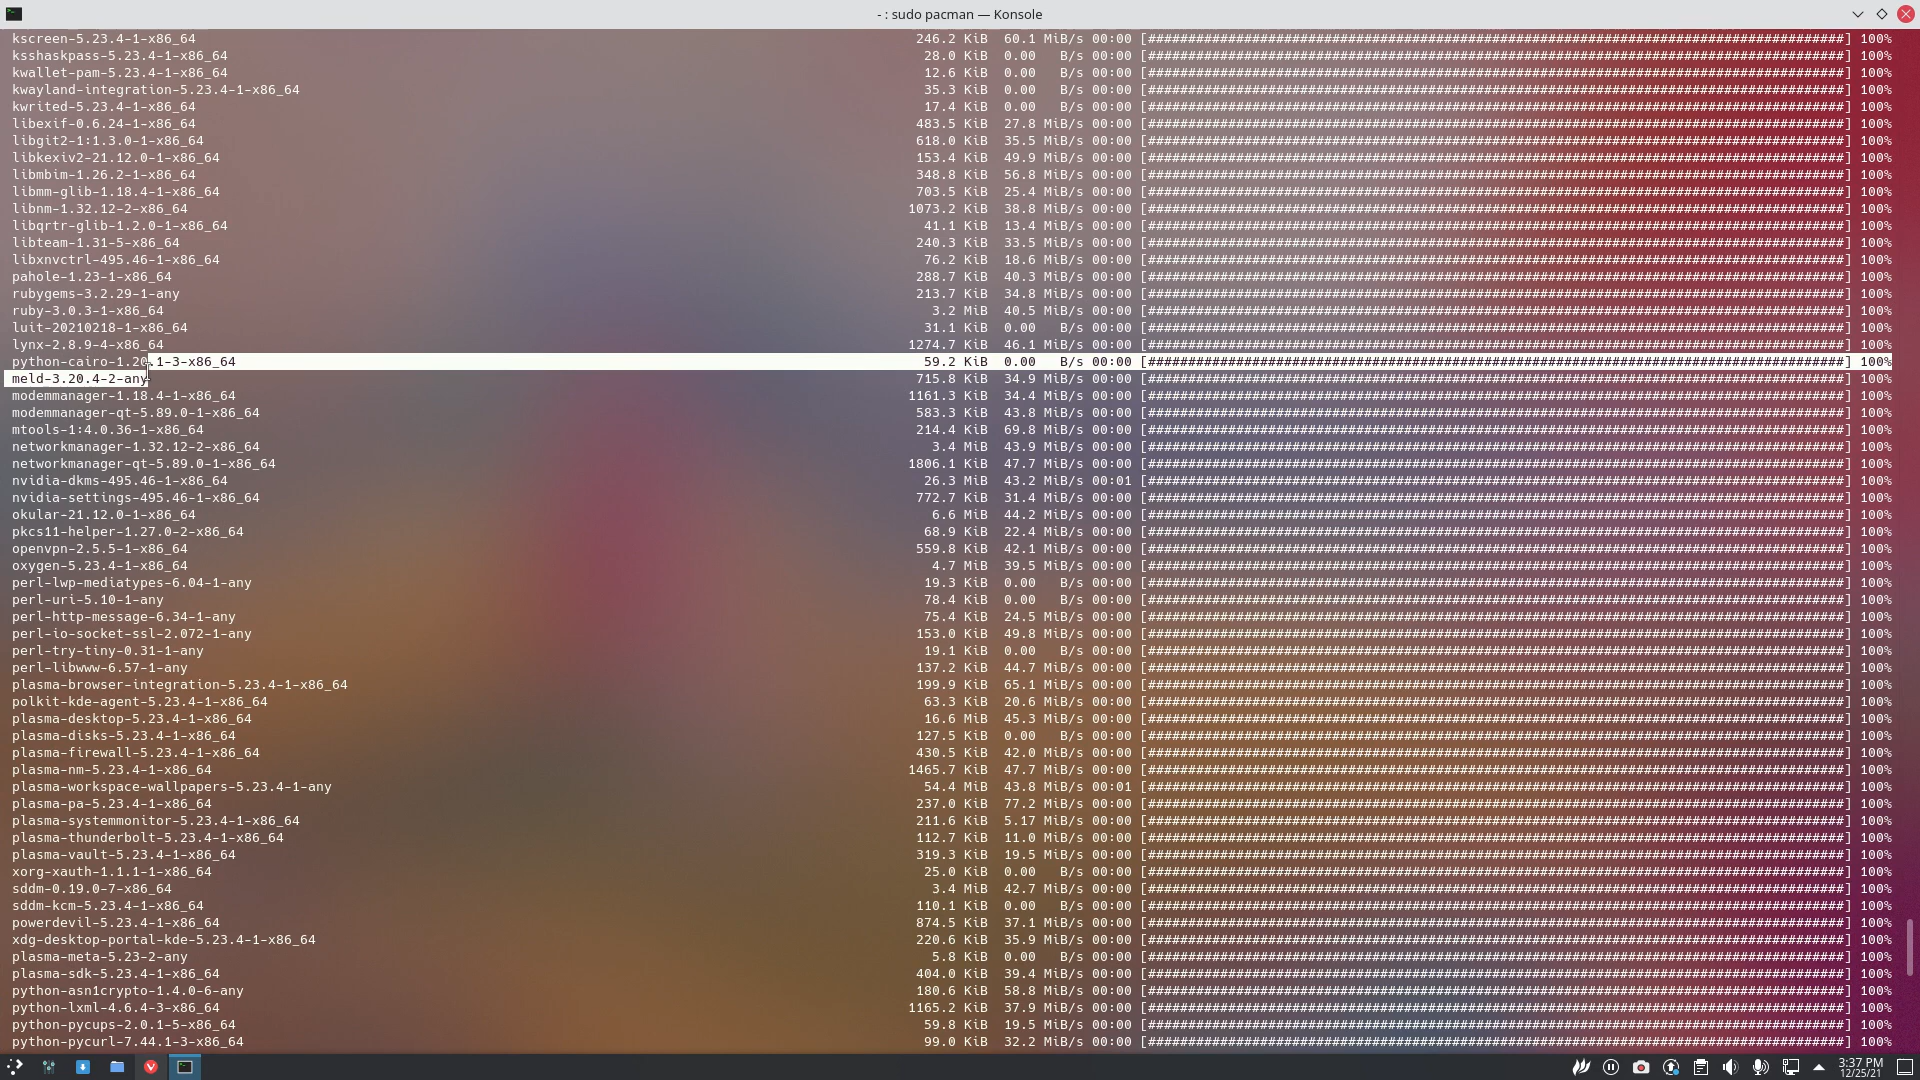 - : sudo pacman — Konsole
kscreen-5.23.4-1-x86_64 246.2 KiB 60.1 MiB/s 00:00 [#######################################################################################] 100%
ksshaskpass-5.23.4-1-x86_64 28.0 KiB 0.00 B/s 00:00 [#######################################################################################] 100%
kwallet-pam-5.23.4-1-x86_64 12.6 KiB 0.00 B/s 00:00 [#######################################################################################] 100%
kwayland-integration-5.23.4-1-x86_64 35.3 KiB 0.00 B/s 00:00 [#######################################################################################] 100%
kwrited-5.23.4-1-x86_64 17.4 KiB 0.00 B/s 00:00 [#######################################################################################] 100%
libexif-0.6.24-1-x86_64 483.5 KiB 27.8 MiB/s 00:00 [#######################################################################################] 100%
libgit2-1:1.3.0-1-x86_64 618.0 KiB 35.5 MiB/s 00:00 [#######################################################################################] 100%
libkexiv2-21.12.0-1-x86_64 153.4 KiB 49.9 MiB/s 00:00 [#######################################################################################] 100%
libmbim-1.26.2-1-x86_64 348.8 KiB 56.8 MiB/s 00:00 [#######################################################################################] 100%
libmm-glib-1.18.4-1-x86_64 703.5 KiB 25.4 MiB/s 00:00 [#######################################################################################] 100%
libnm-1.32.12-2-x86_64 1073.2 KiB 38.8 MiB/s 00:00 [#######################################################################################] 100%
libqrtr-glib-1.2.0-1-x86_64 41.1 KiB 13.4 MiB/s 00:00 [#######################################################################################] 100%
libteam-1.31-5-x86_64 240.3 KiB 33.5 MiB/s 00:00 [#######################################################################################] 100%
libxnvctrl-495.46-1-x86_64 76.2 KiB 18.6 MiB/s 00:00 [#######################################################################################] 100%
pahole-1.23-1-x86_64 288.7 KiB 40.3 MiB/s 00:00 [#######################################################################################] 100%
rubygems-3.2.29-1-any 213.7 KiB 34.8 MiB/s 00:00 [#######################################################################################] 100%
ruby-3.0.3-1-x86_64 3.2 MiB 40.5 MiB/s 00:00 [#######################################################################################] 100%
luit-20210218-1-x86_64 31.1 KiB 0.00 B/s 00:00 [#######################################################################################] 100%
lynx-2.8.9-4-x86_64 1274.7 KiB 46.1 MiB/s 00:00 [#######################################################################################] 100%
python-cairo-1.20.1-3-x86_64 59.2 KiB 0.00 B/s 00:00 [#######################################################################################] 100%
meld-3.20.4-2-any 715.8 KiB 34.9 MiB/s 00:00 [#######################################################################################] 100%
modemmanager-1.18.4-1-x86_64 1161.3 KiB 34.4 MiB/s 00:00 [#######################################################################################] 100%
modemmanager-qt-5.89.0-1-x86_64 583.3 KiB 43.8 MiB/s 00:00 [#######################################################################################] 100%
mtools-1:4.0.36-1-x86_64 214.4 KiB 69.8 MiB/s 00:00 [#######################################################################################] 100%
networkmanager-1.32.12-2-x86_64 3.4 MiB 43.9 MiB/s 00:00 [#######################################################################################] 100%
networkmanager-qt-5.89.0-1-x86_64 1806.1 KiB 47.7 MiB/s 00:00 [#######################################################################################] 100%
nvidia-dkms-495.46-1-x86_64 26.3 MiB 43.2 MiB/s 00:01 [#######################################################################################] 100%
nvidia-settings-495.46-1-x86_64 772.7 KiB 31.4 MiB/s 00:00 [#######################################################################################] 100%
okular-21.12.0-1-x86_64 6.6 MiB 44.2 MiB/s 00:00 [#######################################################################################] 100%
pkcs11-helper-1.27.0-2-x86_64 68.9 KiB 22.4 MiB/s 00:00 [#######################################################################################] 100%
openvpn-2.5.5-1-x86_64 559.8 KiB 42.1 MiB/s 00:00 [#######################################################################################] 100%
oxygen-5.23.4-1-x86_64 4.7 MiB 39.5 MiB/s 00:00 [#######################################################################################] 100%
perl-lwp-mediatypes-6.04-1-any 19.3 KiB 0.00 B/s 00:00 [#######################################################################################] 100%
perl-uri-5.10-1-any 78.4 KiB 0.00 B/s 00:00 [#######################################################################################] 100%
perl-http-message-6.34-1-any 75.4 KiB 24.5 MiB/s 00:00 [#######################################################################################] 100%
perl-io-socket-ssl-2.072-1-any 153.0 KiB 49.8 MiB/s 00:00 [#######################################################################################] 100%
perl-try-tiny-0.31-1-any 19.1 KiB 0.00 B/s 00:00 [#######################################################################################] 100%
perl-libwww-6.57-1-any 137.2 KiB 44.7 MiB/s 00:00 [#######################################################################################] 100%
plasma-browser-integration-5.23.4-1-x86_64 199.9 KiB 65.1 MiB/s 00:00 [#######################################################################################] 100%
polkit-kde-agent-5.23.4-1-x86_64 63.3 KiB 20.6 MiB/s 00:00 [#######################################################################################] 100%
plasma-desktop-5.23.4-1-x86_64 16.6 MiB 45.3 MiB/s 00:00 [#######################################################################################] 100%
plasma-disks-5.23.4-1-x86_64 127.5 KiB 0.00 B/s 00:00 [#######################################################################################] 100%
plasma-firewall-5.23.4-1-x86_64 430.5 KiB 42.0 MiB/s 00:00 [#######################################################################################] 100%
plasma-nm-5.23.4-1-x86_64 1465.7 KiB 47.7 MiB/s 00:00 [#######################################################################################] 100%
plasma-workspace-wallpapers-5.23.4-1-any 54.4 MiB 43.8 MiB/s 00:01 [#######################################################################################] 100%
plasma-pa-5.23.4-1-x86_64 237.0 KiB 77.2 MiB/s 00:00 [#######################################################################################] 100%
plasma-systemmonitor-5.23.4-1-x86_64 211.6 KiB 5.17 MiB/s 00:00 [#######################################################################################] 100%
plasma-thunderbolt-5.23.4-1-x86_64 112.7 KiB 11.0 MiB/s 00:00 [#######################################################################################] 100%
plasma-vault-5.23.4-1-x86_64 319.3 KiB 19.5 MiB/s 00:00 [#######################################################################################] 100%
xorg-xauth-1.1.1-1-x86_64 25.0 KiB 0.00 B/s 00:00 [#######################################################################################] 100%
sddm-0.19.0-7-x86_64 3.4 MiB 42.7 MiB/s 00:00 [#######################################################################################] 100%
sddm-kcm-5.23.4-1-x86_64 110.1 KiB 0.00 B/s 00:00 [#######################################################################################] 100%
powerdevil-5.23.4-1-x86_64 874.5 KiB 37.1 MiB/s 00:00 [#######################################################################################] 100%
xdg-desktop-portal-kde-5.23.4-1-x86_64 220.6 KiB 35.9 MiB/s 00:00 [#######################################################################################] 100%
plasma-meta-5.23-2-any 5.8 KiB 0.00 B/s 00:00 [#######################################################################################] 100%
plasma-sdk-5.23.4-1-x86_64 404.0 KiB 39.4 MiB/s 00:00 [#######################################################################################] 100%
python-asn1crypto-1.4.0-6-any 180.6 KiB 58.8 MiB/s 00:00 [#######################################################################################] 100%
python-lxml-4.6.4-3-x86_64 1165.2 KiB 37.9 MiB/s 00:00 [#######################################################################################] 100%
python-pycups-2.0.1-5-x86_64 59.8 KiB 19.5 MiB/s 00:00 [#######################################################################################] 100%
python-pycurl-7.44.1-3-x86_64 99.0 KiB 32.2 MiB/s 00:00 [#######################################################################################] 100%
3:37 PM
12/25/21